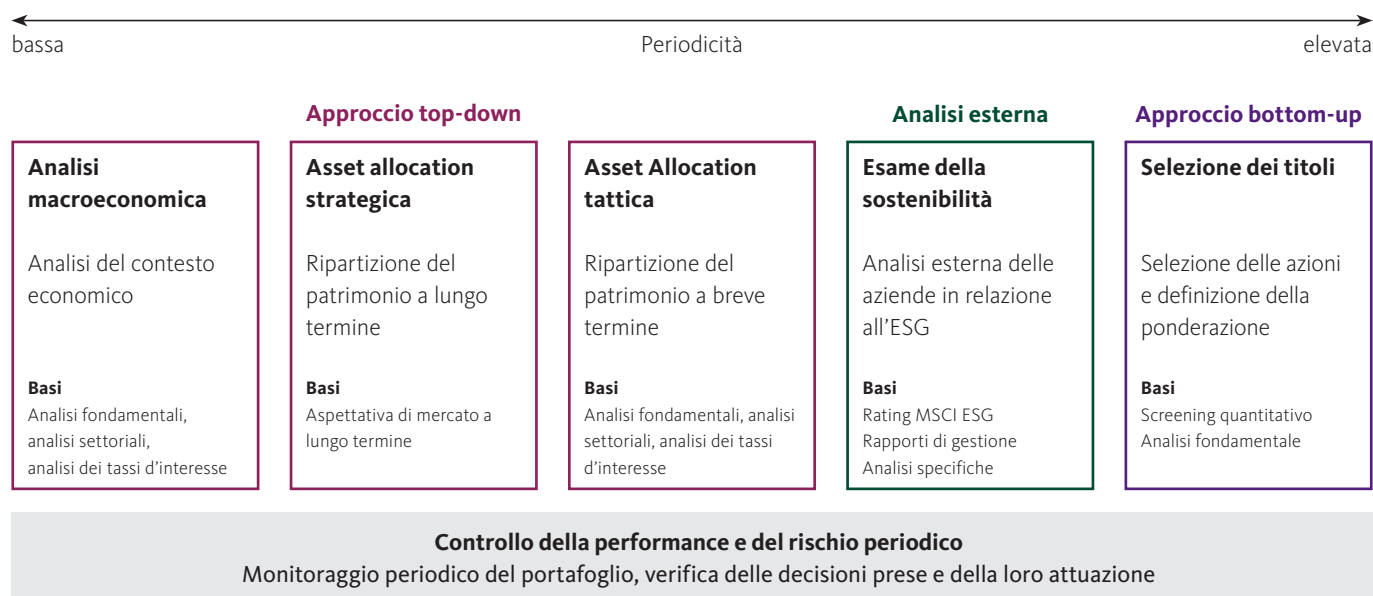 bassa
Periodicità
elevata
Approccio top-down
Analisi esterna
Approccio bottom-up
Analisi
macroeconomica
Analisi del contesto
economico
Basi
Analisi fondamentali,
analisi settoriali,
analisi dei tassi d’interesse
Asset allocation
strategica
Ripartizione del
patrimonio a lungo
termine
Basi
Aspettativa di mercato a
lungo termine
Asset Allocation
tattica
Ripartizione del
patrimonio a breve
termine
Basi
Analisi fondamentali, analisi
settoriali, analisi dei tassi
d’interesse
Esame della
sostenibilità
Analisi esterna delle
aziende in relazione
all’ESG
Basi
Rating MSCI ESG
Rapporti di gestione
Analisi specifiche
Selezione dei titoli
Selezione delle azioni
e definizione della
ponderazione
Basi
Screening quantitativo
Analisi fondamentale
Controllo della performance e del rischio periodico
Monitoraggio periodico del portafoglio, verifica delle decisioni prese e della loro attuazione